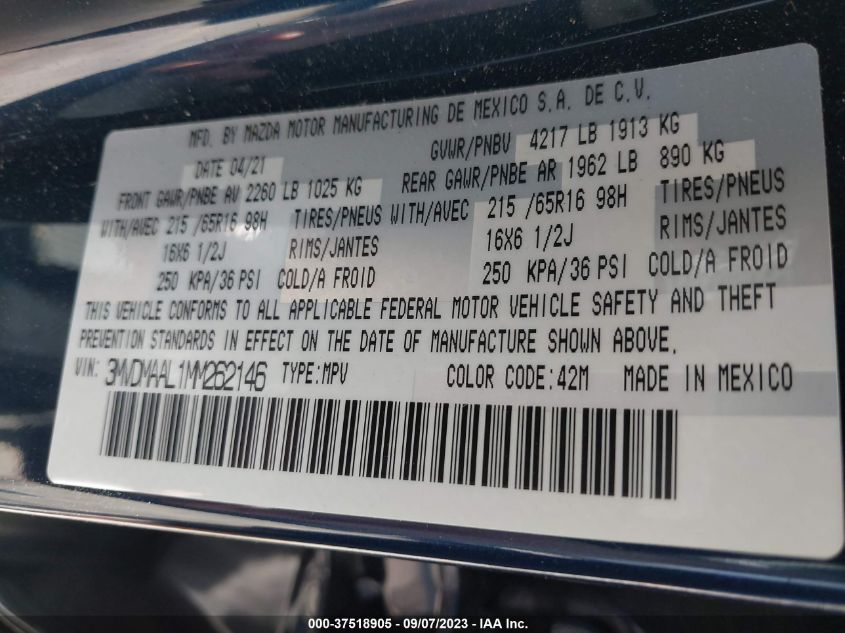 MFD. BY MAZDA MOTOR MANUFACTURING DE MEXICO S.A. DE C.V.
DATE 04/21 GVWR/PNBV 4217 LB 1913 KG
FRONT GAWR/PNBE AV 2260 LB 1025 KG REAR GAWR/PNBE AR 1962 LB 890 KG
WITH/AVEC 215 /65R16 98H TIRES/PNEUS WITH/AVEC 215 /65R16 98H TIRES/PNEUS
16X6 1/2J RIMS/JANTES 16X6 1/2J RIMS/JANTES
250 KPA/36 PSI COLD/A FROID 250 KPA/36 PSI COLD/A FROID
THIS VEHICLE CONFORMS TO ALL APPLICABLE FEDERAL MOTOR VEHICLE SAFETY AND THEFT
PREVENTION STANDARDS IN EFFECT ON THE DATE OF MANUFACTURE SHOWN ABOVE.
VIN: 3MVDMAAL1MM262146 TYPE:MPV COLOR CODE:42M MADE IN MEXICO
000-37518905 - 09/07/2023 - IAA Inc.